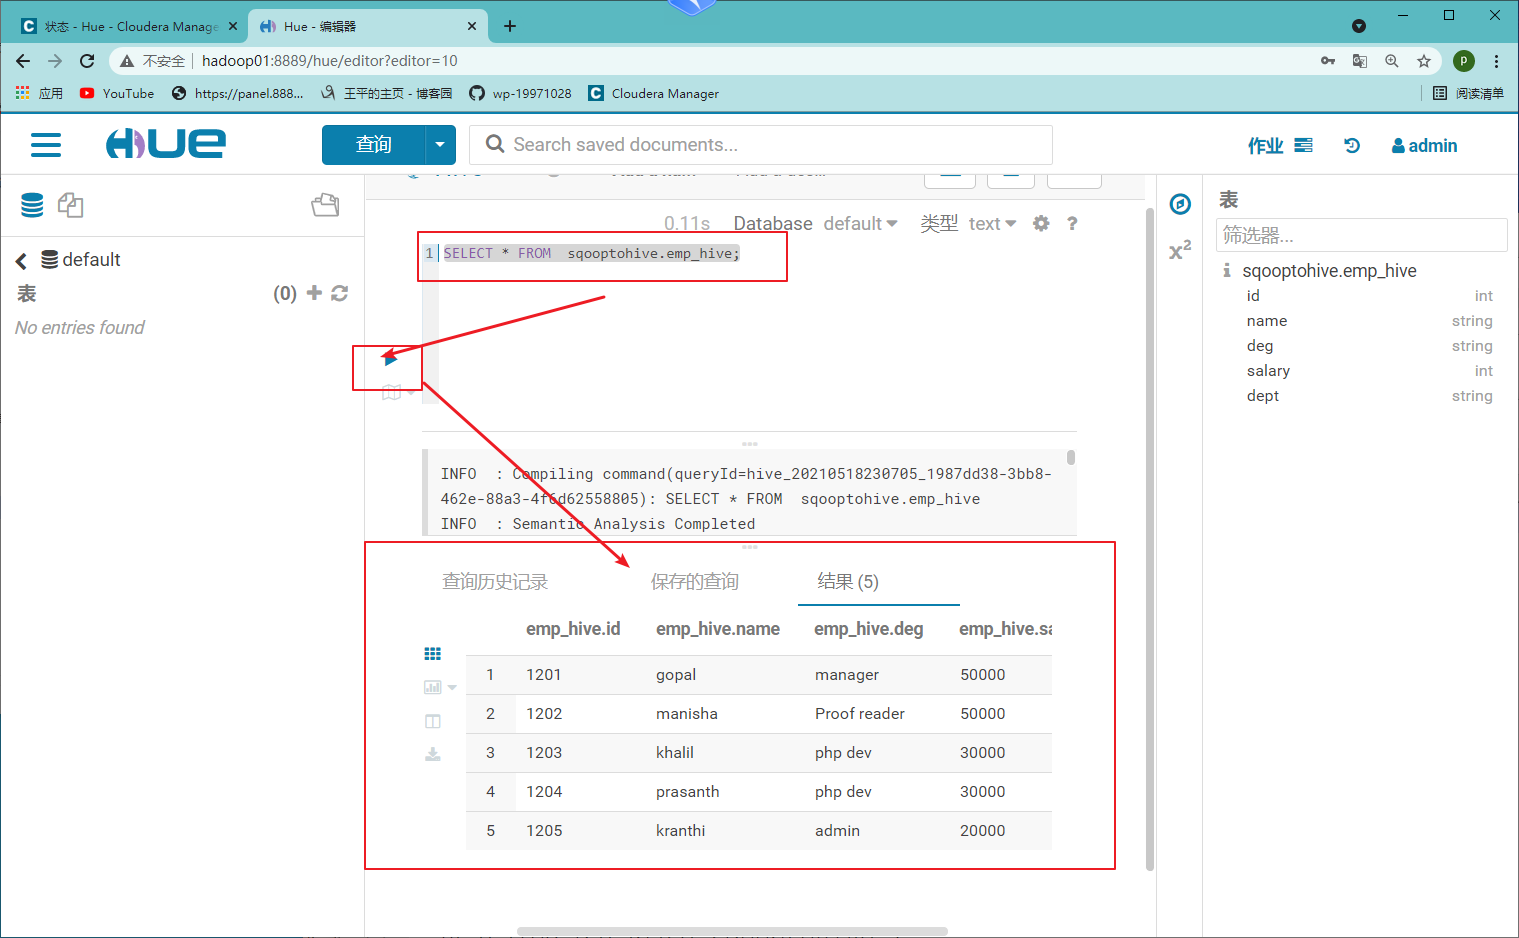 状态 - Hue - Cloudera Manage
Hue - 编辑器
不安全
hadoop01:8889/hue/editor?editor=10
P
应用
YouTube
https://panel.888...
王平的主页 - 博客园
wp-19971028
Cloudera Manager
阅读清单
HUE
查询
Search saved documents...
作业
admin
0.11s
Database default
类型 text
?
default
表
(0)
No entries found
1
SELECT * FROM  sqooptohive.emp_hive;
INFO  : Compiling command(queryId=hive_20210518230705_1987dd38-3bb8-
462e-88a3-4f6d62558805): SELECT * FROM  sqooptohive.emp_hive
INFO  : Semantic Analysis Completed
查询历史记录
保存的查询
结果 (5)
emp_hive.id emp_hive.name emp_hive.deg emp_hive.sa
1 1201 gopal manager 50000
2 1202 manisha Proof reader 50000
3 1203 khalil php dev 30000
4 1204 prasanth php dev 30000
5 1205 kranthi admin 20000
x²
表
筛选器...
sqooptohive.emp_hive
id int
name string
deg string
salary int
dept string